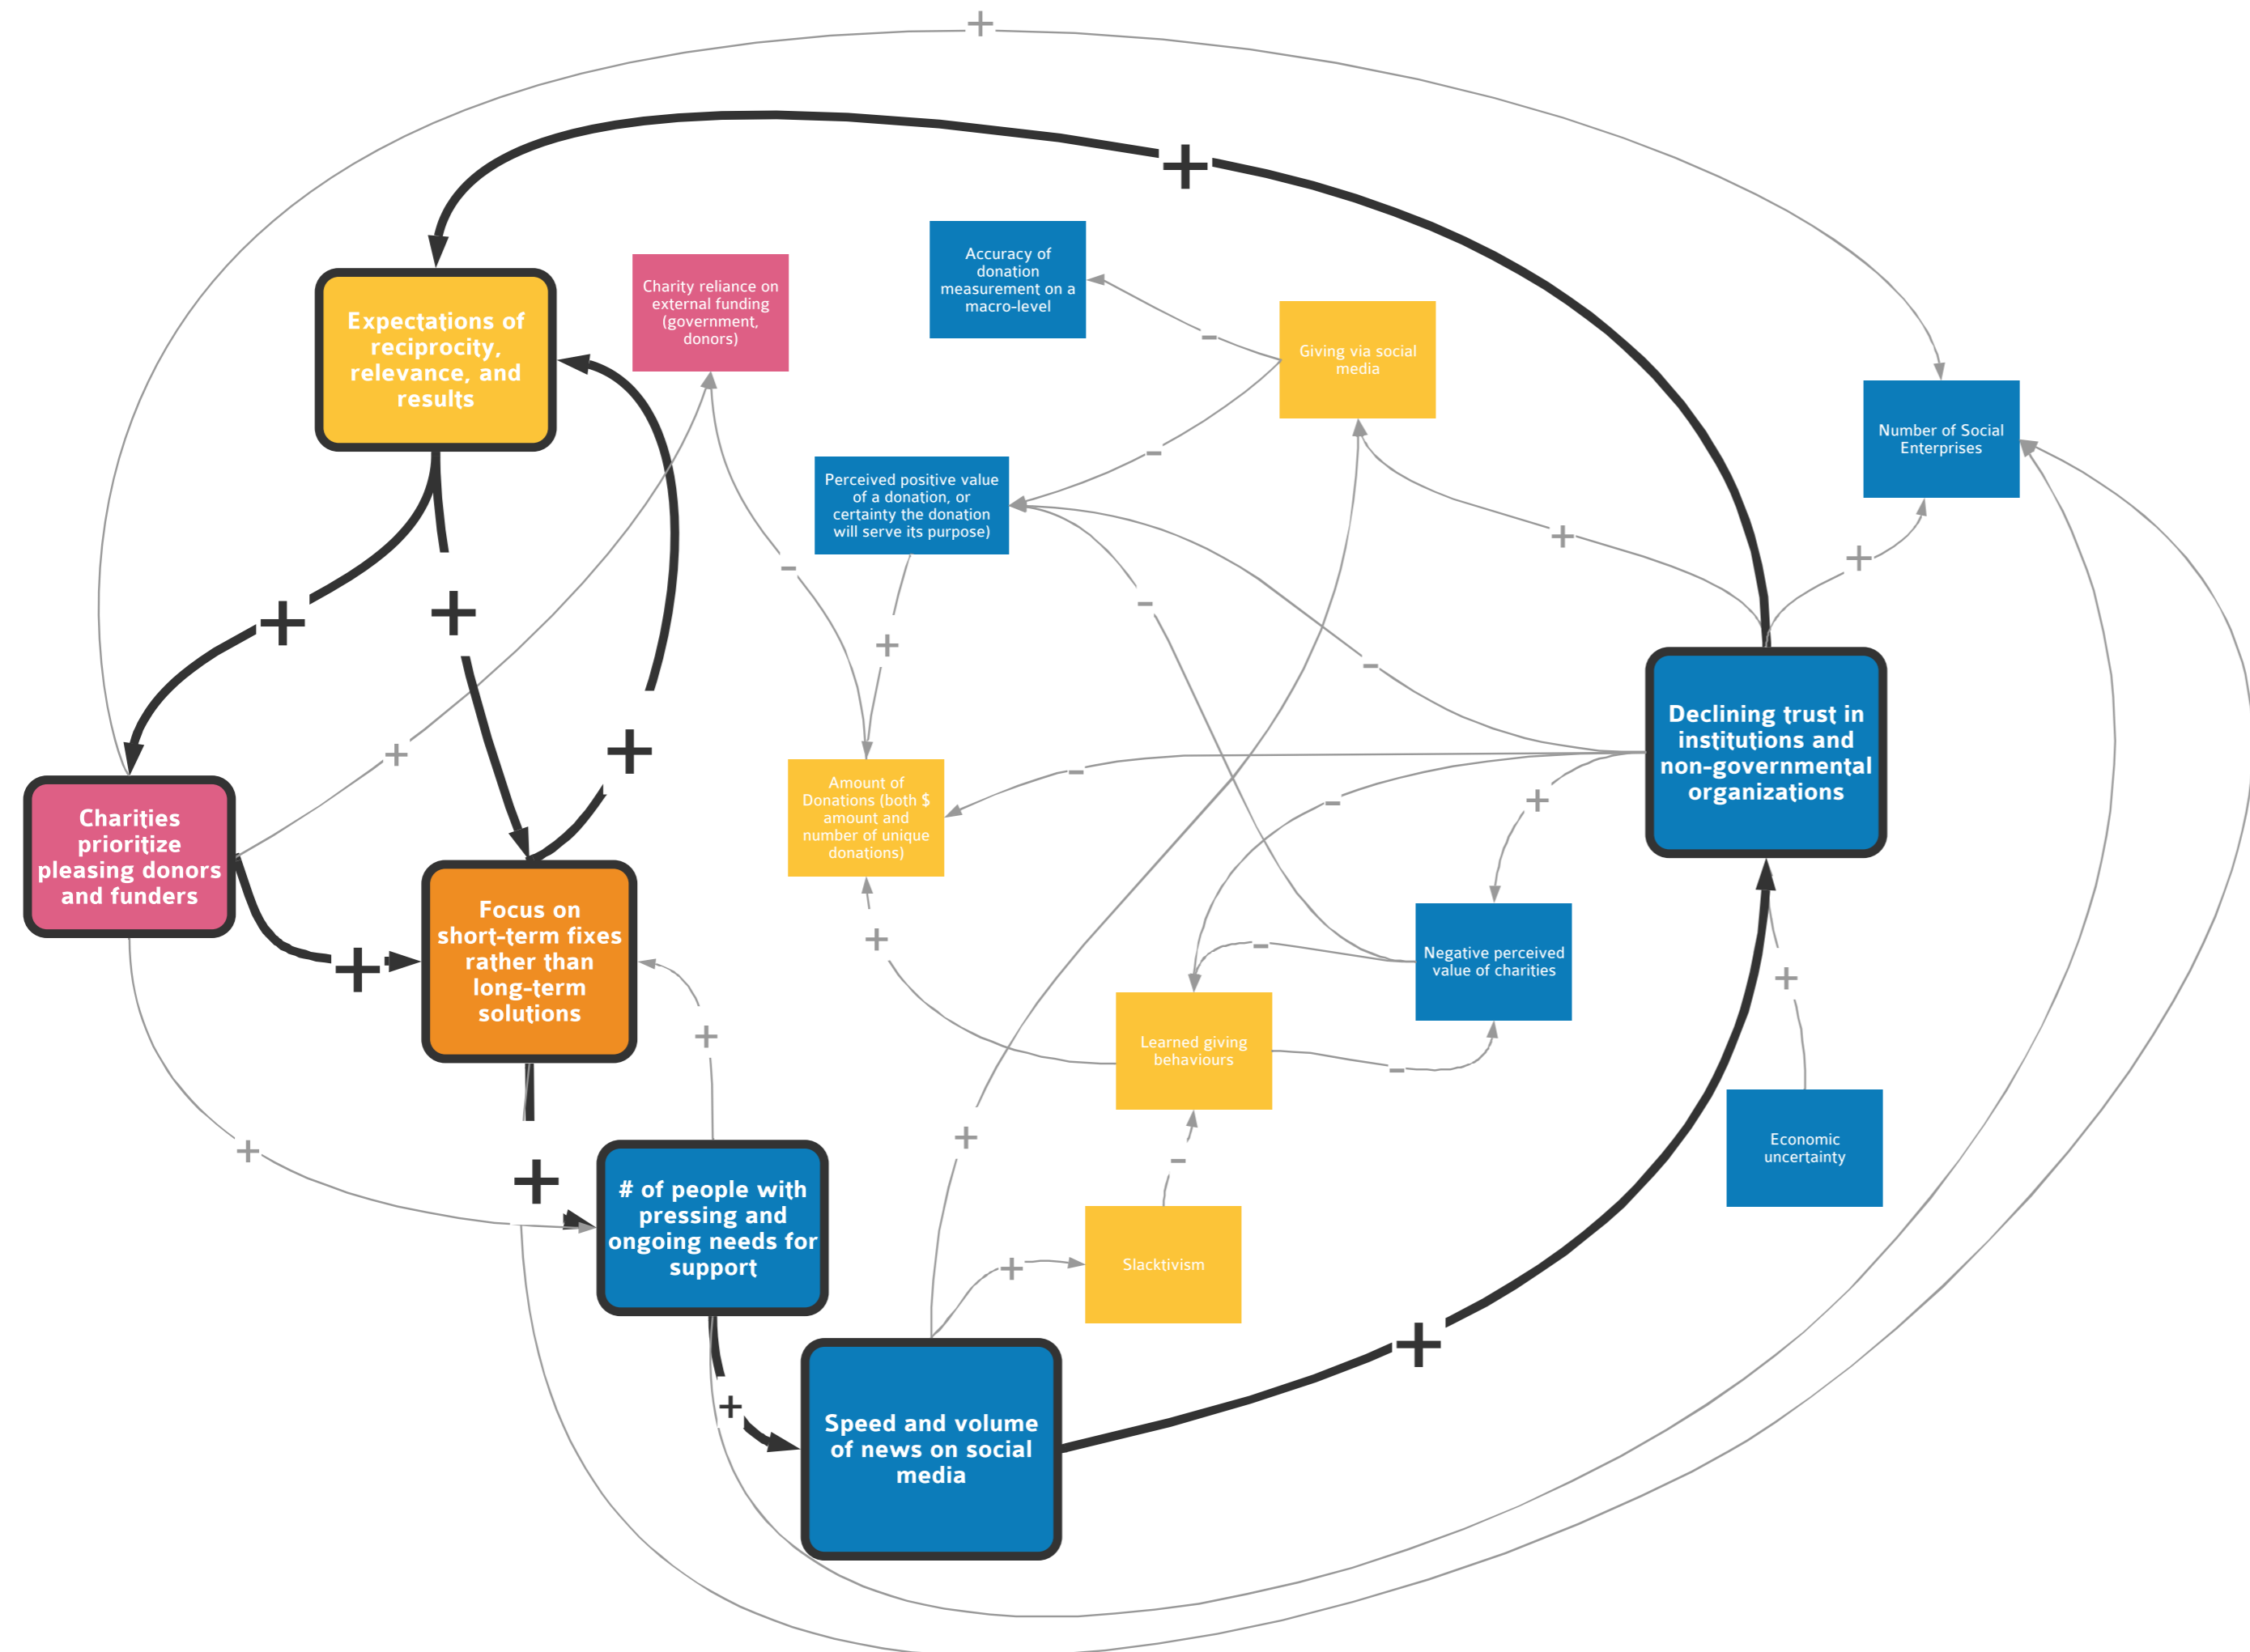 +
+
Expectations of
reciprocity,
relevance, and
results
Charity reliance on
external funding
(government,
donors)
Accuracy of
donation
measurement on a
macro-level
-
Giving via social
media
Number of Social
Enterprises
-
Perceived positive value
of a donation, or
certainty the donation
will serve its purpose)
+
+
-
-
+
+
+
-
Declining trust in
institutions and
non-governmental
organizations
+
+
-
Amount of
Donations (both $
amount and
number of unique
donations)
-
+
Charities
prioritize
pleasing donors
and funders
Focus on
short-term fixes
rather than
long-term
solutions
+
+
-
Negative perceived
value of charities
+
+
Learned giving
behaviours
-
+
+
-
Economic
uncertainty
+
# of people with
pressing and
ongoing needs for
support
+
Slacktivism
+
+
Speed and volume
of news on social
media